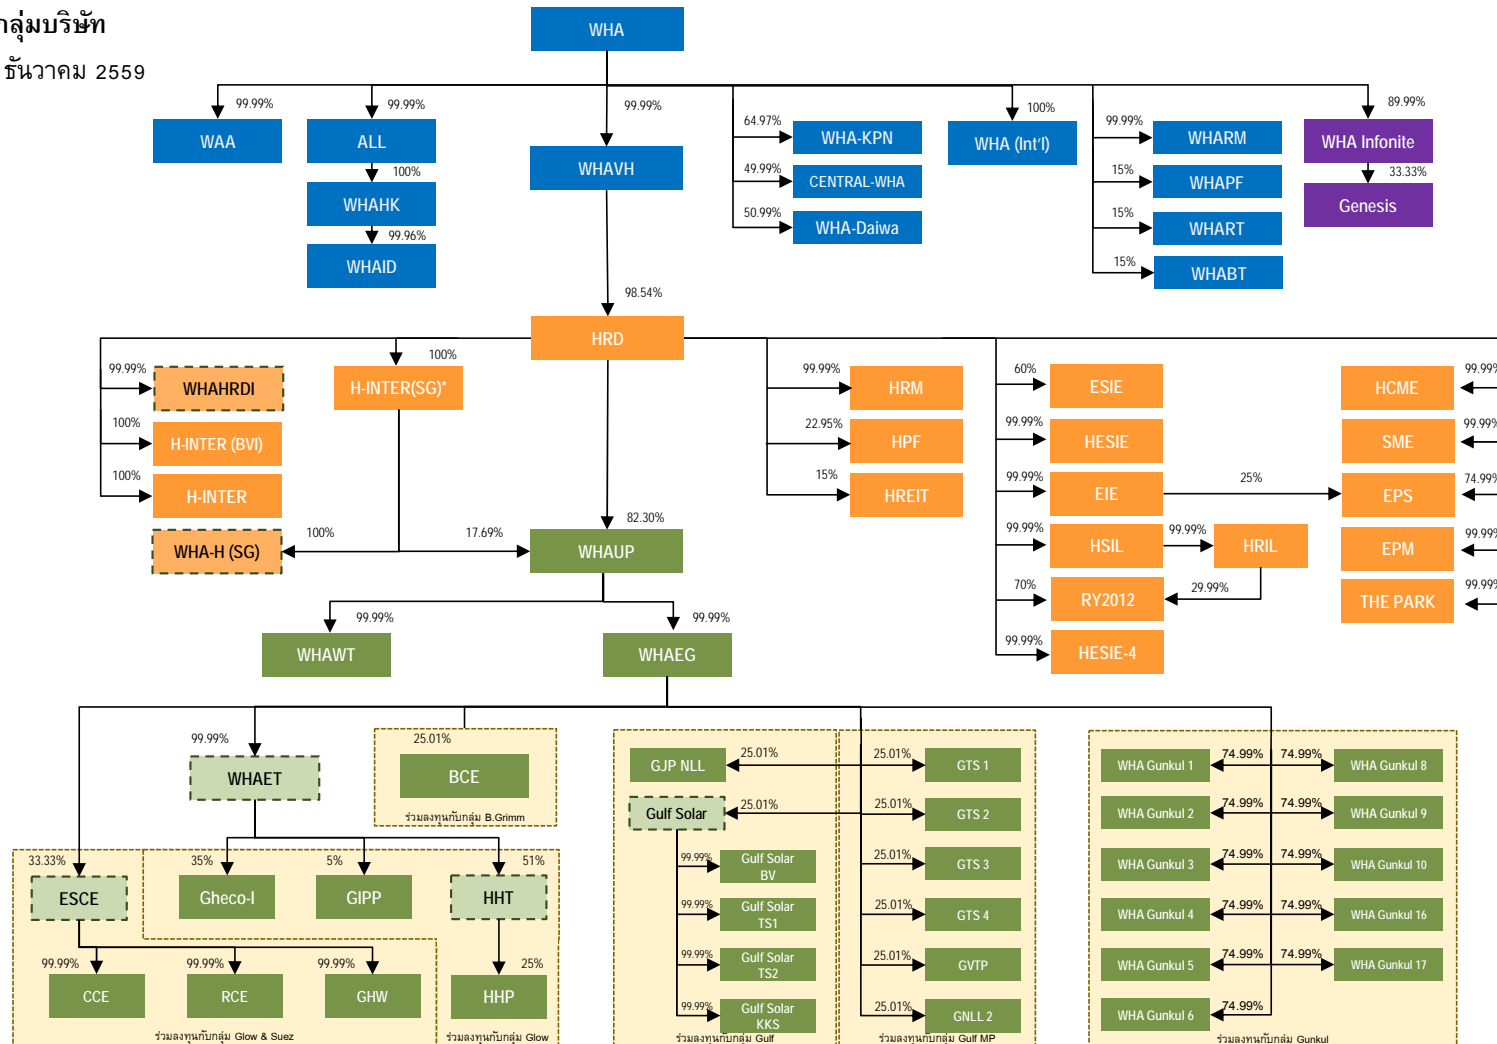 กลุ่มบริษัท
ธันวาคม 2559
WHA
99.99%
99.99%
99.99%
100%
89.99%
WAA
ALL
WHAVH
64.97%
WHA-KPN
49.99%
CENTRAL-WHA
50.99%
WHA-Daiwa
WHA (Int'l)
99.99%
WHARM
15%
WHAPF
15%
WHART
15%
WHABT
WHA Infonite
33.33%
Genesis
100%
WHAHK
99.96%
WHAID
98.54%
HRD
99.99%
WHAHRDI
100%
H-INTER (BVI)
100%
H-INTER
100%
H-INTER(SG)*
WHA-H (SG)
100%
17.69%
82.30%
WHAUP
99.99%
HRM
22.95%
HPF
15%
HREIT
60%
ESIE
99.99%
HESIE
99.99%
EIE
25%
99.99%
HSIL
99.99%
HRIL
70%
RY2012
29.99%
99.99%
HESIE-4
HCME
99.99%
SME
99.99%
EPS
74.99%
EPM
99.99%
THE PARK
99.99%
99.99%
99.99%
WHAWT
WHAEG
99.99%
WHAET
25.01%
BCE
ร่วมลงทุนกับกลุ่ม B.Grimm
33.33%
ESCE
35%
Gheco-I
5%
GIPP
51%
HHT
99.99%
CCE
99.99%
RCE
99.99%
GHW
25%
HHP
ร่วมลงทุนกับกลุ่ม Glow & Suez
ร่วมลงทุนกับกลุ่ม Glow
GJP NLL
25.01%
Gulf Solar
25.01%
99.99%
Gulf Solar
BV
99.99%
Gulf Solar
TS1
99.99%
Gulf Solar
TS2
99.99%
Gulf Solar
KKS
ร่วมลงทุนกับกลุ่ม Gulf
25.01%
GTS 1
25.01%
GTS 2
25.01%
GTS 3
25.01%
GTS 4
25.01%
GVTP
25.01%
GNLL 2
ร่วมลงทุนกับกลุ่ม Gulf MP
WHA Gunkul 1
74.99%
74.99%
WHA Gunkul 8
WHA Gunkul 2
74.99%
74.99%
WHA Gunkul 9
WHA Gunkul 3
74.99%
74.99%
WHA Gunkul 10
WHA Gunkul 4
74.99%
74.99%
WHA Gunkul 16
WHA Gunkul 5
74.99%
74.99%
WHA Gunkul 17
WHA Gunkul 6
74.99%
ร่วมลงทุนกับกลุ่ม Gunkul